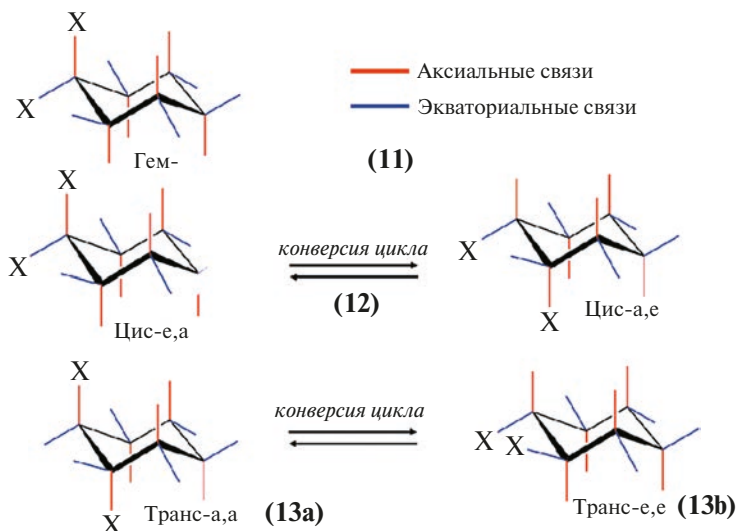 X
X
Гем-
Аксиальные связи
Экваториальные связи
(11)
X
X
Цис-е,а
конверсия цикла
(12)
X
X
Цис-а,е
X
X
Транс-а,а
(13a)
конверсия цикла
X X
Транс-е,е
(13b)